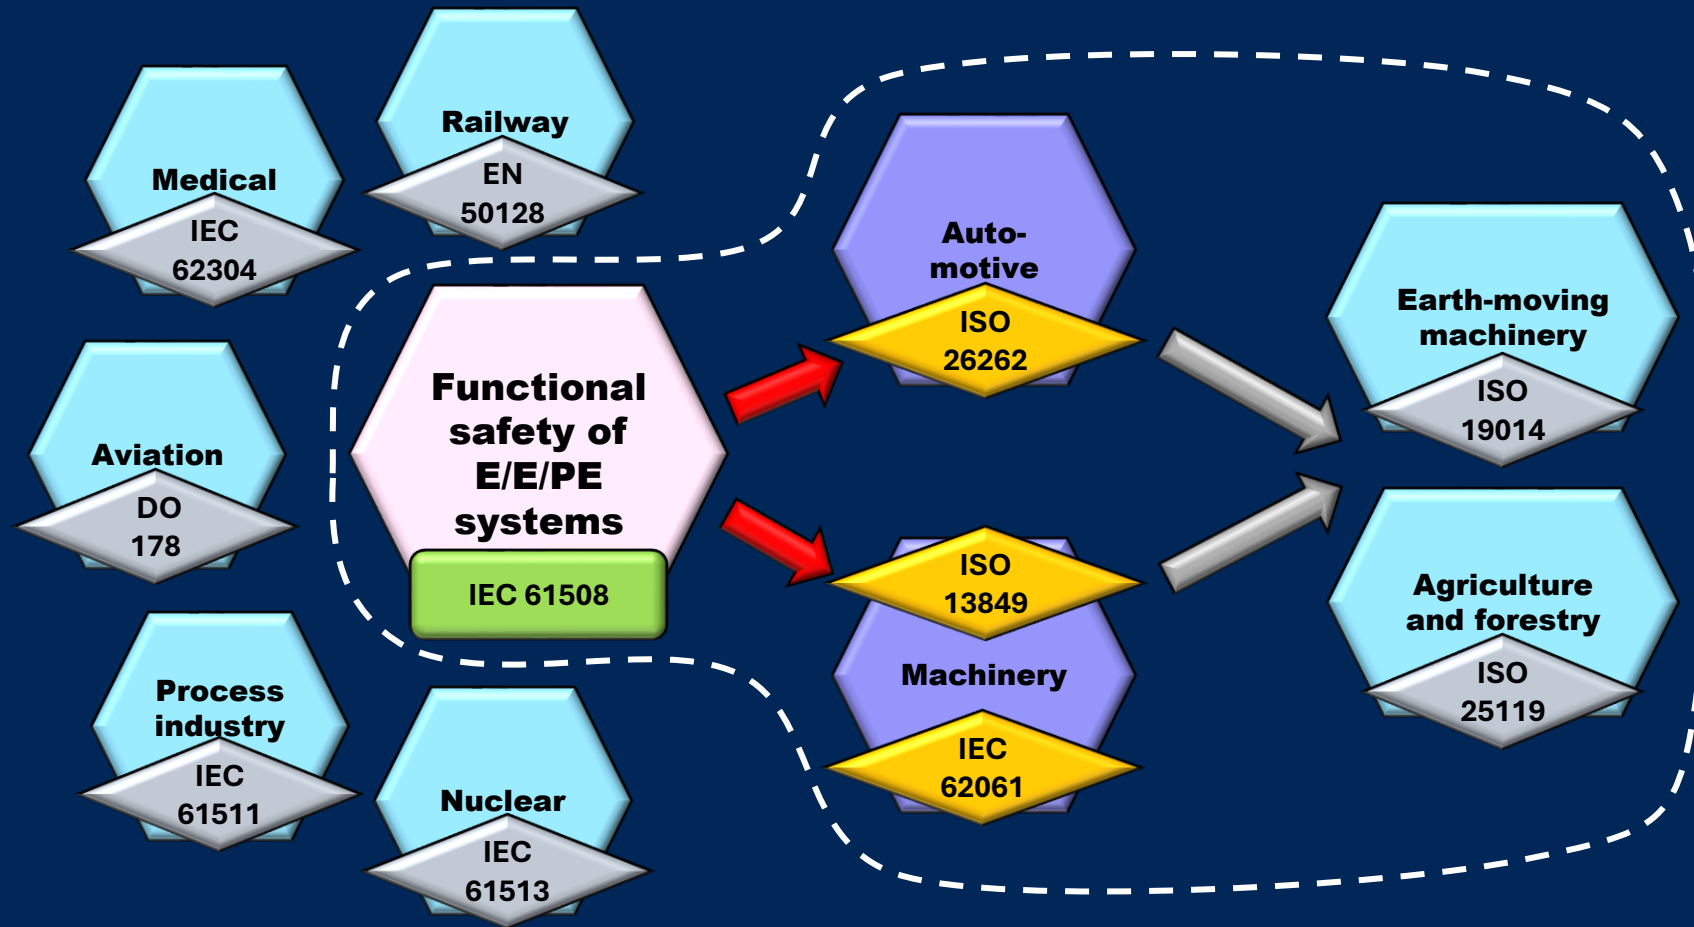 Railway
EN
50128
Medical
IEC
62304
Aviation
DO
178
Process
industry
IEC
61511
Nuclear
IEC
61513
Functional
safety of
E/E/PE
systems
IEC 61508
Auto-
motive
ISO
26262
ISO
13849
Machinery
IEC
62061
Earth-moving
machinery
ISO
19014
Agriculture
and forestry
ISO
25119